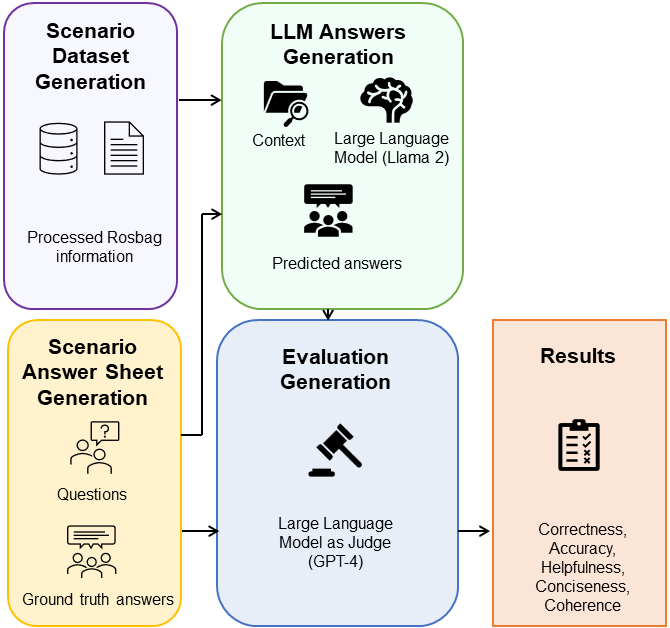 Scenario
Dataset
Generation
Processed Rosbag
information
LLM Answers
Generation
Context
Large Language
Model (Llama 2)
Predicted answers
Scenario
Answer Sheet
Generation
?
Questions
Ground truth answers
Evaluation
Generation
Large Language
Model as Judge
(GPT-4)
Results
Correctness,
Accuracy,
Helpfulness,
Conciseness,
Coherence